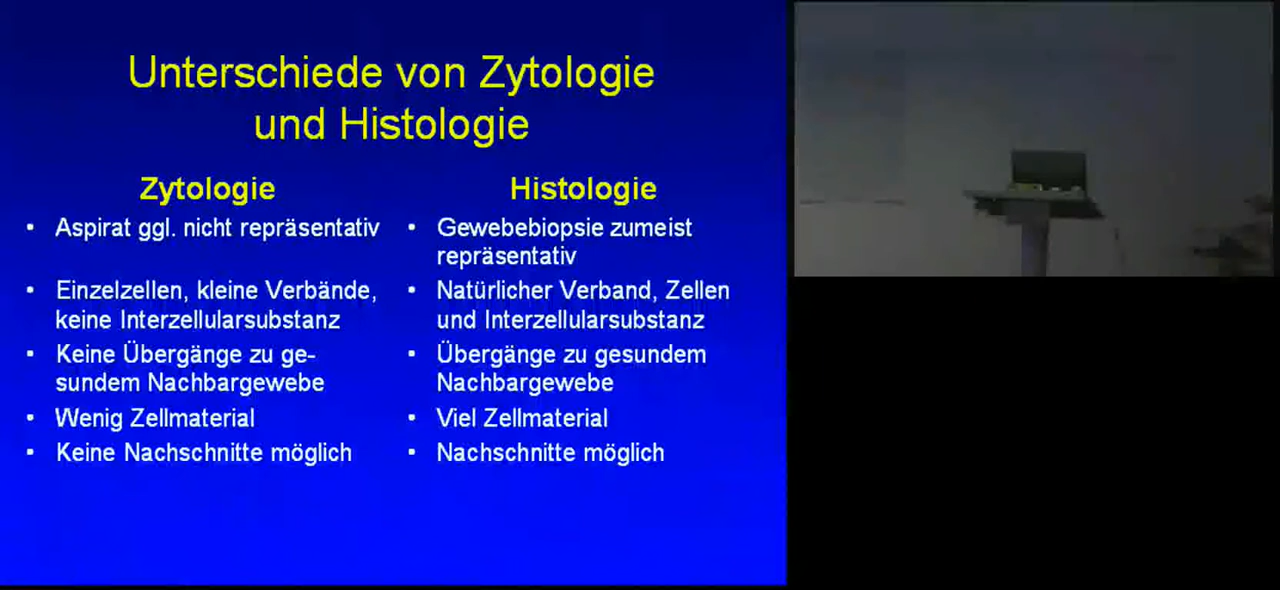 Unterschiede von Zytologie
und Histologie
Zytologie
• Aspirat ggl. nicht repräsentativ
• Einzelzellen, kleine Verbände,
keine Interzellularsubstanz
• Keine Übergänge zu ge-
sundem Nachbargewebe
• Wenig Zellmaterial
• Keine Nachschnitte möglich
Histologie
• Gewebebiopsie zumeist
repräsentativ
• Natürlicher Verband, Zellen
und Interzellularsubstanz
• Übergänge zu gesundem
Nachbargewebe
• Viel Zellmaterial
• Nachschnitte möglich